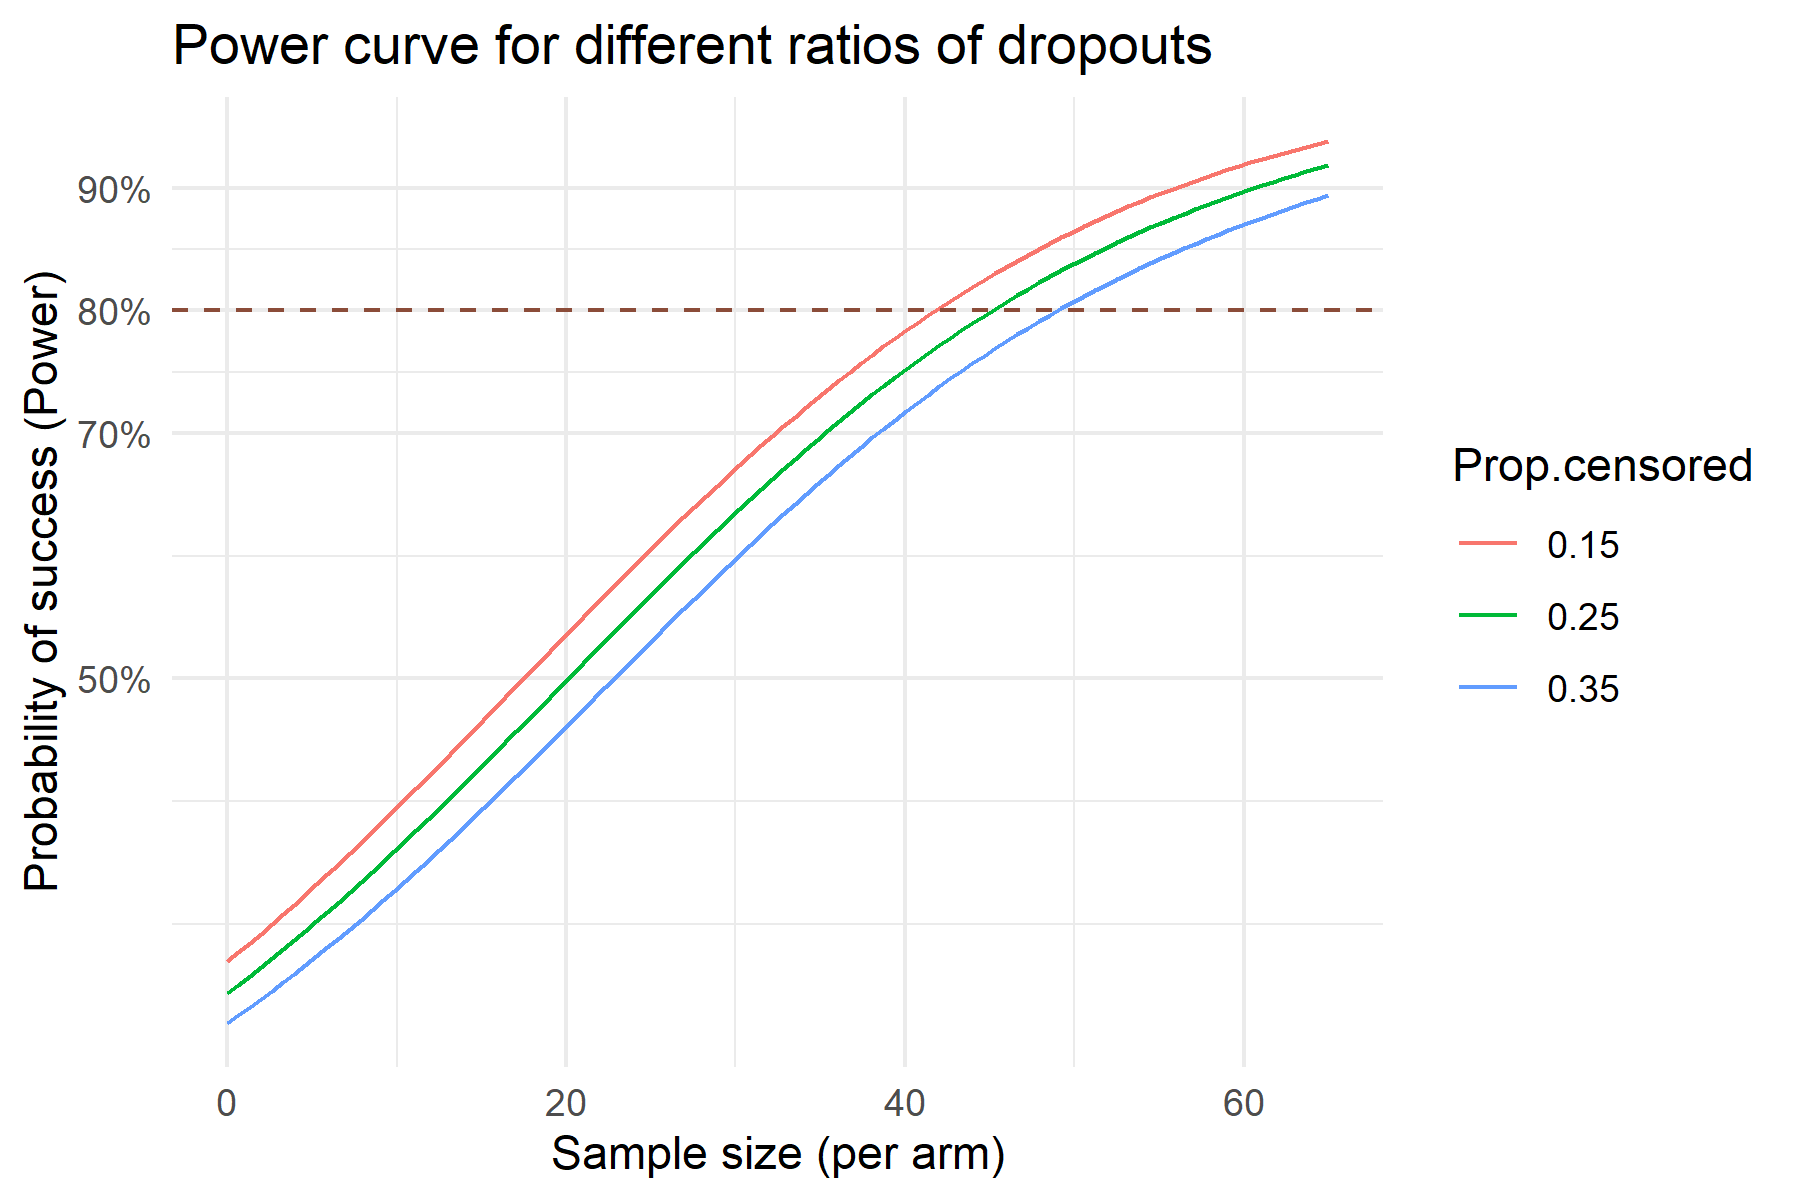 Power curve for different ratios of dropouts
Probability of success (Power)
90%
80%
70%
50%
0
20
40
60
Sample size (per arm)
Prop.censored
0.15
0.25
0.35